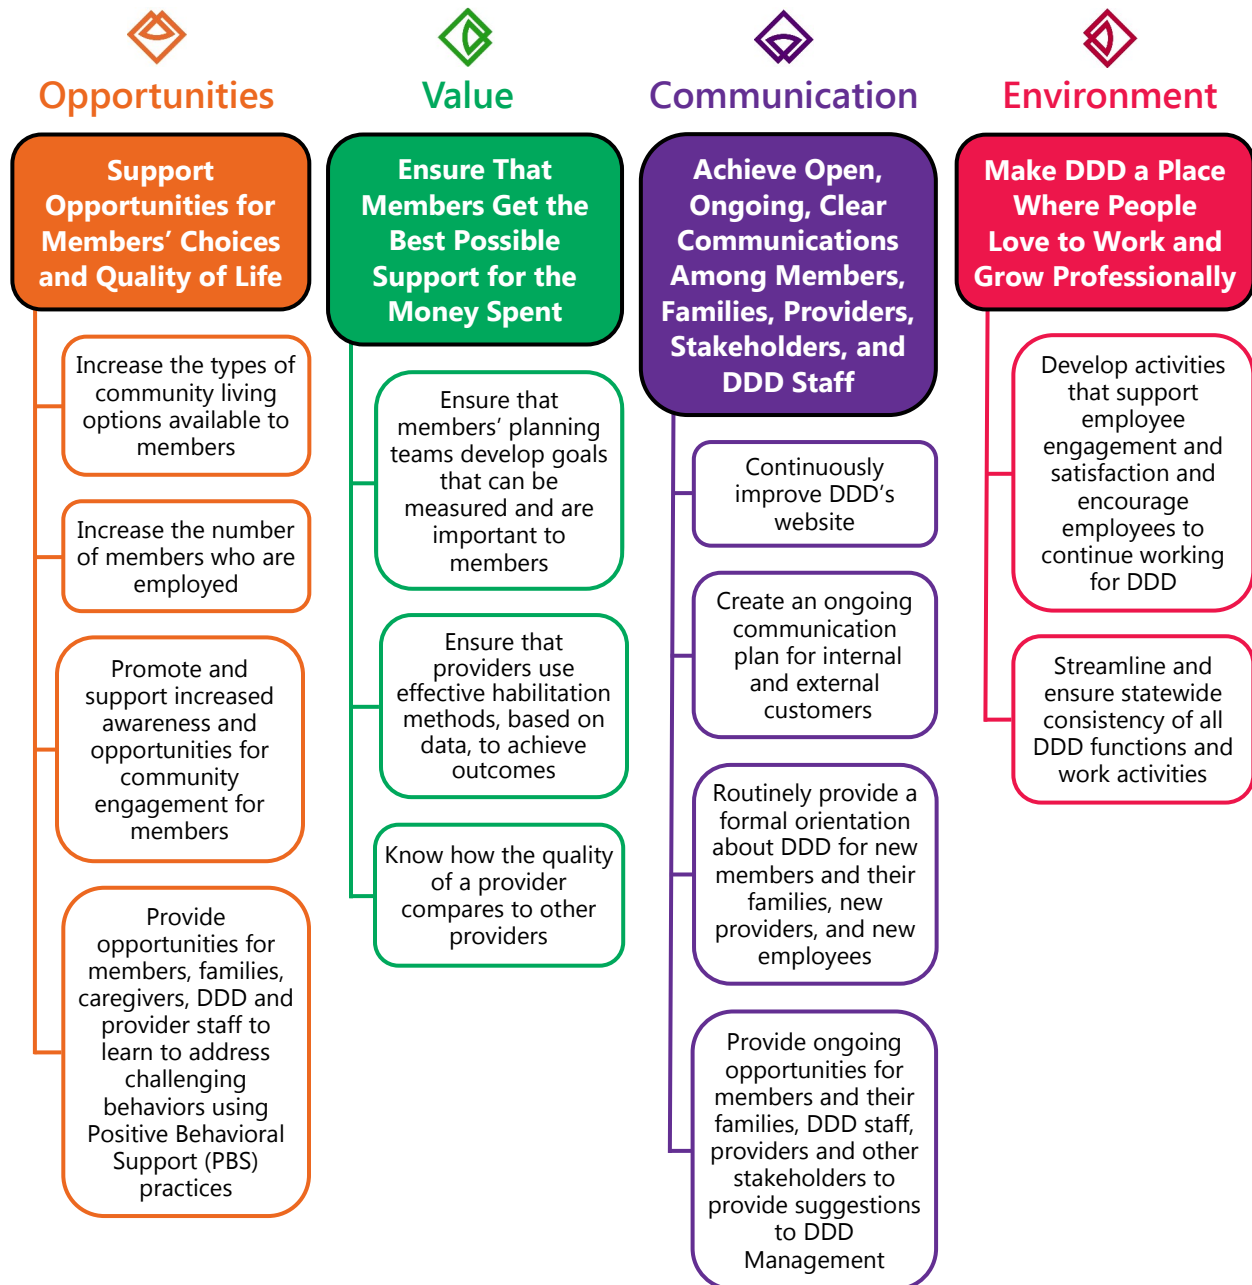 Opportunities
Support
Opportunities for
Members’ Choices
and Quality of Life
Increase the types of
community living
options available to
members
Increase the number
of members who are
employed
Promote and
support increased
awareness and
opportunities for
community
engagement for
members
Provide
opportunities for
members, families,
caregivers, DDD and
provider staff to
learn to address
challenging
behaviors using
Positive Behavioral
Support (PBS)
practices
Value
Ensure That
Members Get the
Best Possible
Support for the
Money Spent
Ensure that
members’ planning
teams develop goals
that can be
measured and are
important to
members
Ensure that
providers use
effective habilitation
methods, based on
data, to achieve
outcomes
Know how the quality
of a provider
compares to other
providers
Communication
Achieve Open,
Ongoing, Clear
Communications
Among Members,
Families, Providers,
Stakeholders, and
DDD Staff
Continuously
improve DDD’s
website
Create an ongoing
communication
plan for internal
and external
customers
Routinely provide a
formal orientation
about DDD for new
members and their
families, new
providers, and new
employees
Provide ongoing
opportunities for
members and their
families, DDD staff,
providers and other
stakeholders to
provide suggestions
to DDD
Management
Environment
Make DDD a Place
Where People
Love to Work and
Grow Professionally
Develop activities
that support
employee
engagement and
satisfaction and
encourage
employees to
continue working
for DDD
Streamline and
ensure statewide
consistency of all
DDD functions and
work activities